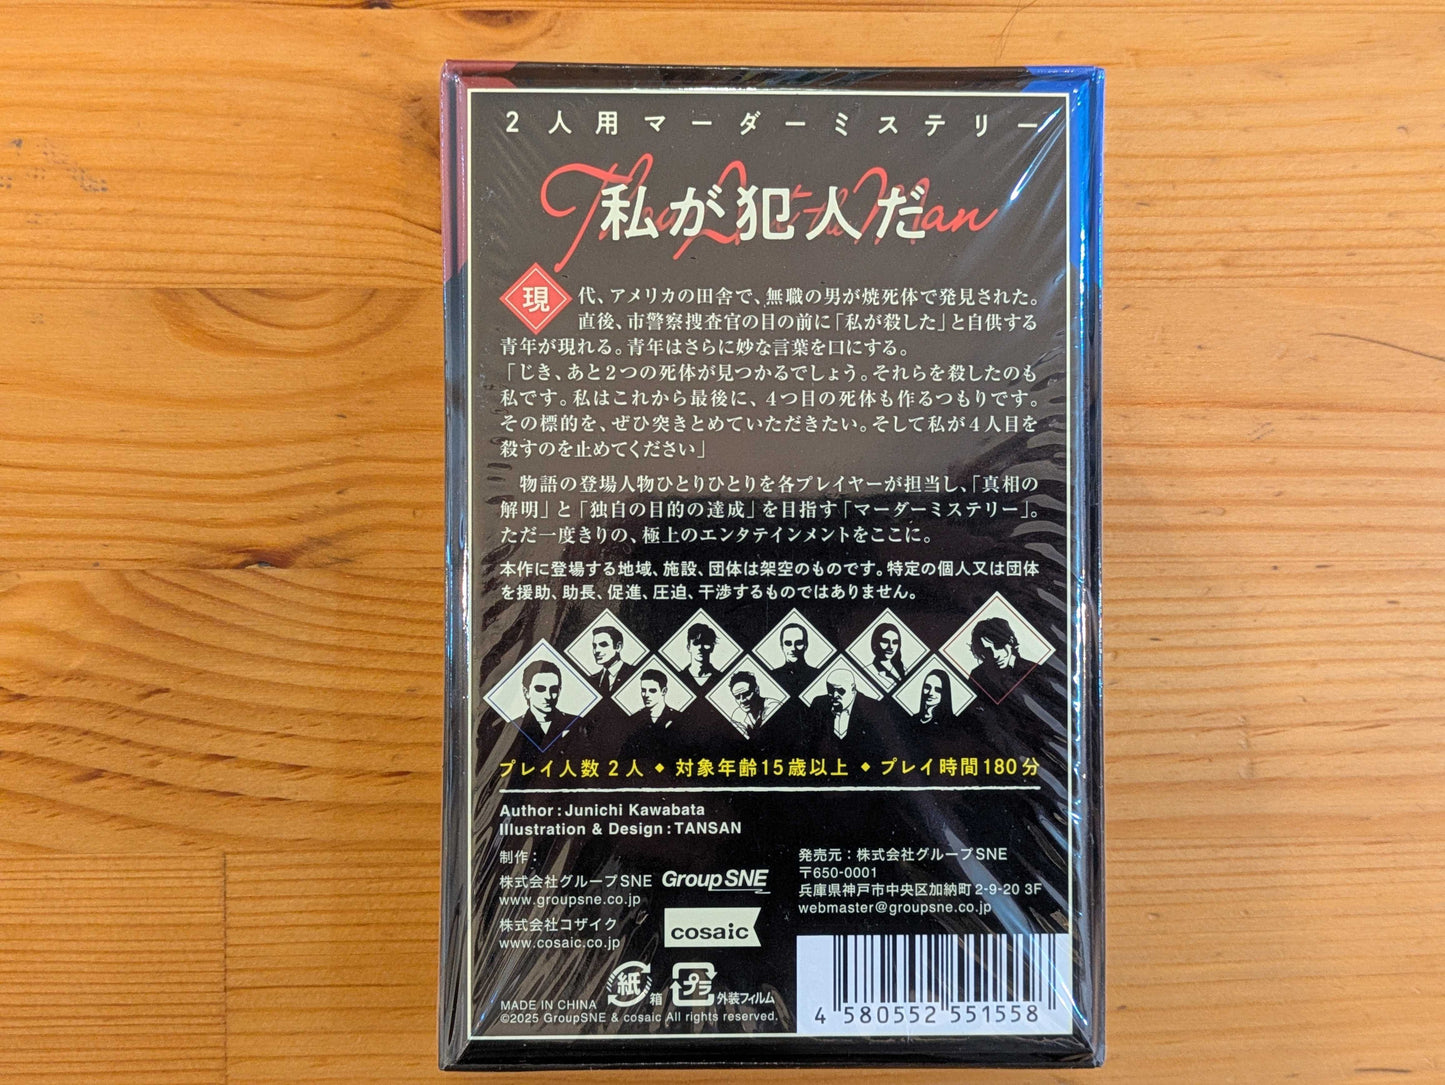 2人用マーダーミステリー
Thou Art the Man
私が犯人だ
現代、アメリカの田舎で、無職の男が焼死体で発見された。
直後、市警察捜査官の目の前に「私が殺した」と自供する
青年が現れる。青年はさらに妙な言葉を口にする。
「じき、あと2つの死体が見つかるでしょう。それらを殺したのも
私です。私はこれから最後に、4つ目の死体も作るつもりです。
その標的を、ぜひ突きとめていただきたい。そして私が4人目を
殺すのを止めてください」
物語の登場人物ひとりひとりを各プレイヤーが担当し、「真相の
解明」と「独自の目的の達成」を目指す「マーダーミステリー」。
ただ一度きりの、極上のエンタテインメントをここに。
本作に登場する地域、施設、団体は架空のものです。特定の個人又は団体
を援助、助長、促進、圧迫、干渉するものではありません。
プレイ人数2人◆対象年齢15歳以上◆プレイ時間180分
Author:Junichi Kawabata
Illustration & Design:TANSAN
制作:
株式会社グループSNE GroupSNE
www.groupsne.co.jp
株式会社コザイク cosaic
www.cosaic.co.jp
発売元:株式会社グループSNE
〒650-0001
兵庫県神戸市中央区加納町2-9-20 3F
webmaster@groupsne.co.jp
紙 箱 プラ 外装フィルム
MADE IN CHINA
©2025 GroupSNE & cosaic All rights reserved.
4 580552 551558